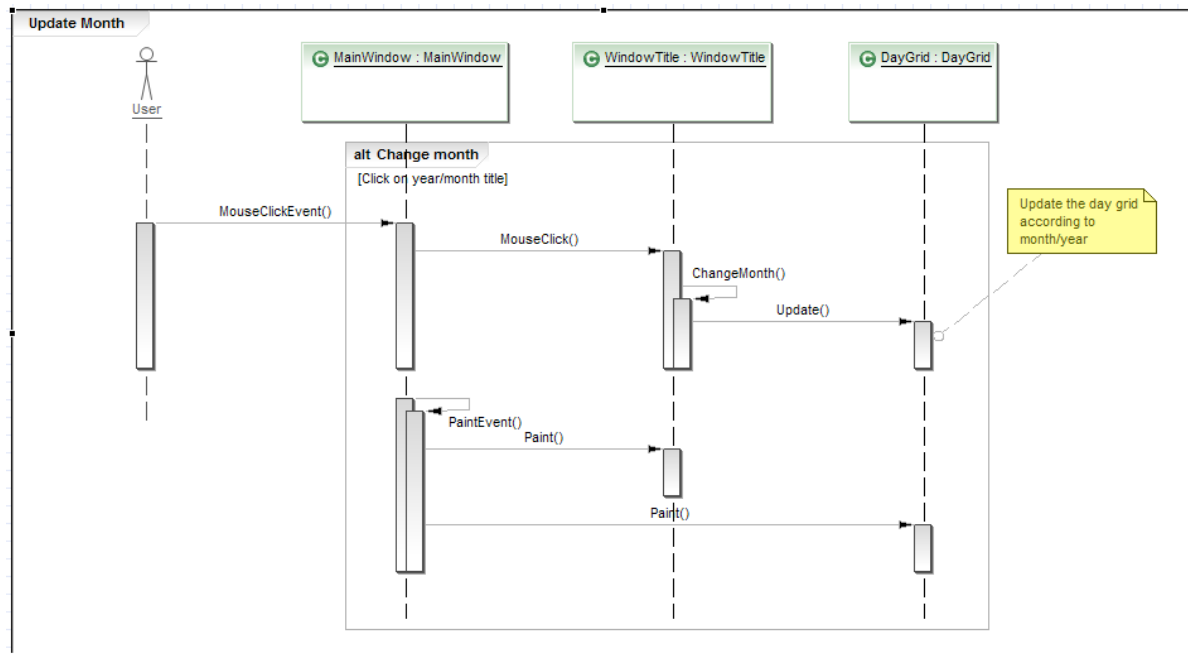 Update Month
User
C MainWindow : MainWindow
C WindowTitle : WindowTitle
C DayGrid : DayGrid
alt Change month
[Click on year/month title]
MouseClickEvent()
MouseClick()
ChangeMonth()
Update()
Update the day grid
according to
month/year
PaintEvent()
Paint()
Paint()